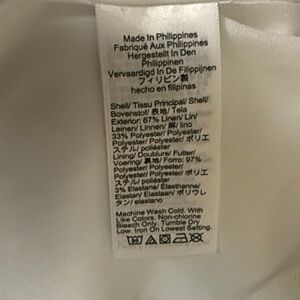 Made In Philippines
Fabriqué Aux Philippines
Hergestellt In Den
Philippinen
Vervaardigd In De Filippijnen
フィリピン製
hecho en filipinas
Shell/ Tissu Principal/ Shell/
Bovenstof/ 表地/ Tela
Exterior: 67% Linen/ Lin/
Leinen/ Linnen/ 麻/ lino
33% Polyester/ Polyester/
Polyester/ Polyester/ ポリエ
ステル/ poliéster
Lining/ Doublure/ Futter/
Voering/ 裏地/ Forro: 97%
Polyester/ Polyester/
Polyester/ Polyester/ ポリエ
ステル/ poliéster
3% Elastane/ Elasthanne/
Elastan/ Elastaan/ ポリウレ
タン/ elastano
Machine Wash Cold. With
Like Colors. Non-chlorine
Bleach Only. Tumble Dry
Low. Iron On Lowest Setting.